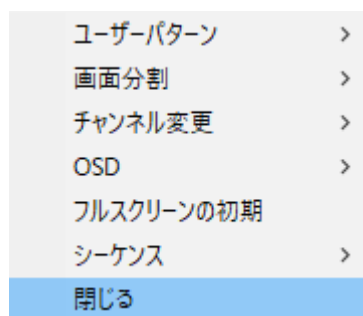 ユーザーパターン
画面分割
チャンネル変更
OSD
フルスクリーンの初期
シーケンス
閉じる